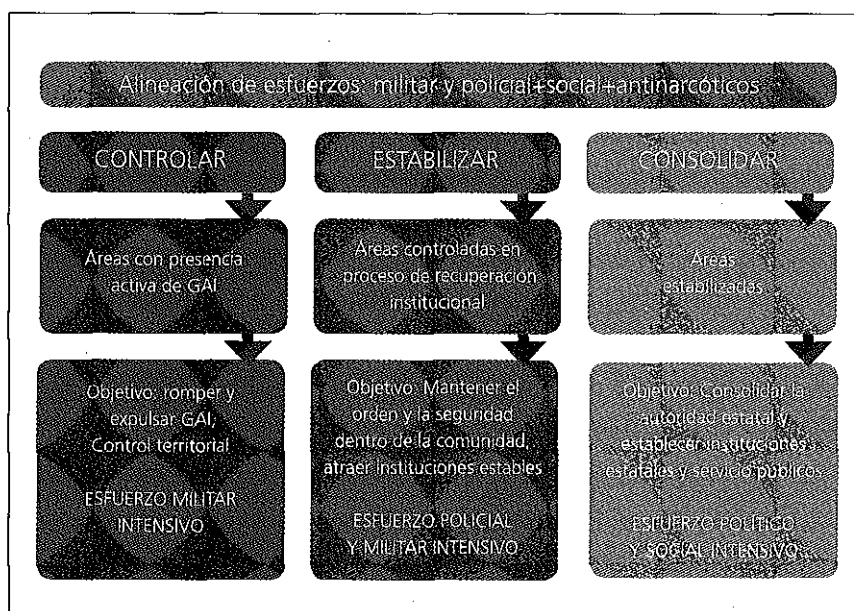 Alineación de esfuerzos: militar y policial+social+antinarcóticos
CONTROLAR
ESTABILIZAR
CONSOLIDAR
Áreas con presencia
activa de GAI
Áreas controladas en
proceso de recuperación
institucional
Áreas
estabilizadas
Objetivo: romper y
expulsar GAI,
Control territorial
ESFUERZO MILITAR
INTENSIVO
Objetivo: Mantener el
orden y la seguridad
dentro de la comunidad,
atraer instituciones estables
ESFUERZO POLICIAL
Y MILITAR INTENSIVO
Objetivo: Consolidar la
autoridad estatal y
establecer instituciones
estatales y servicio públicos
ESFUERZO POLÍTICO
Y SOCIAL INTENSIVO